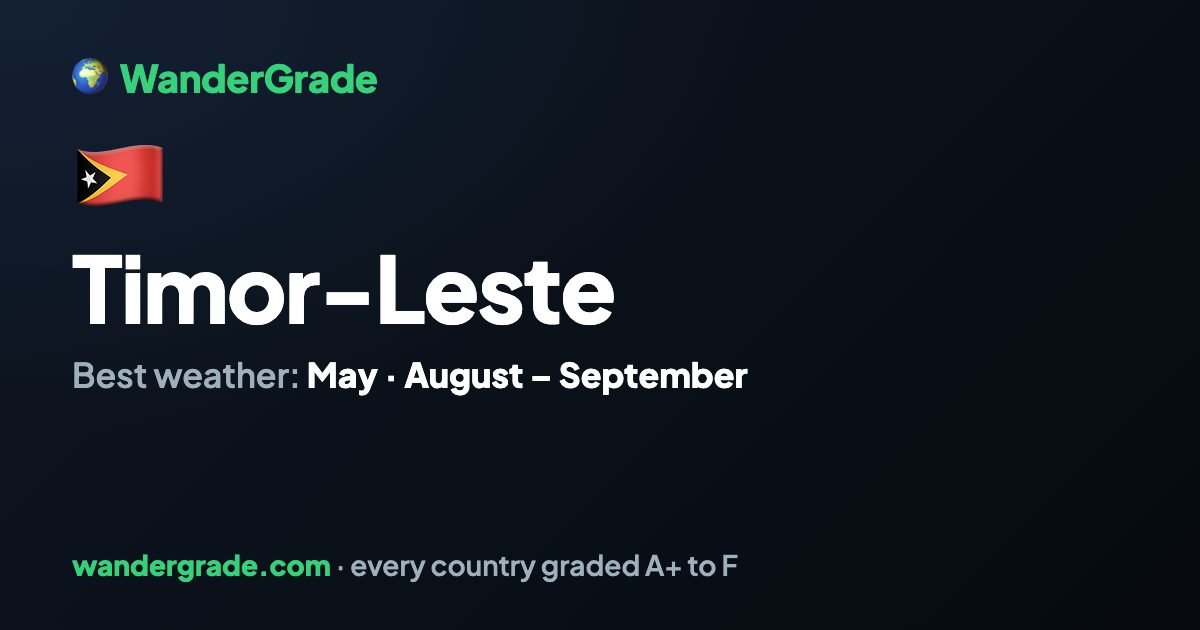 WanderGrade
Timor-Leste
Best weather: May · August – September
wandergrade.com · every country graded A+ to F